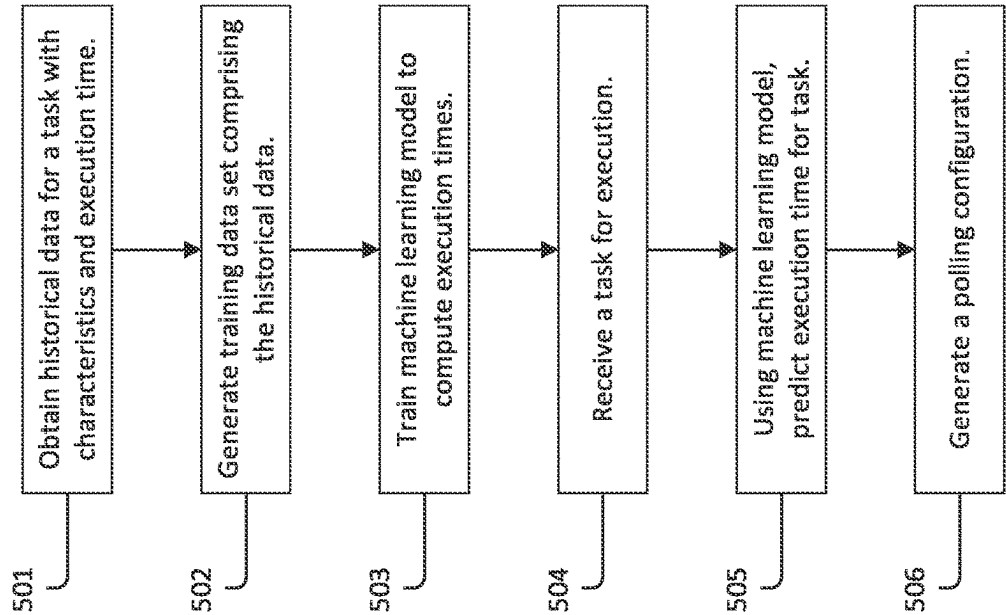 501
Obtain historical data for a task with
characteristics and execution time.
502
Generate training data set comprising
the historical data.
503
Train machine learning model to
compute execution times.
504
Receive a task for execution.
505
Using machine learning model,
predict execution time for task.
506
Generate a polling configuration.